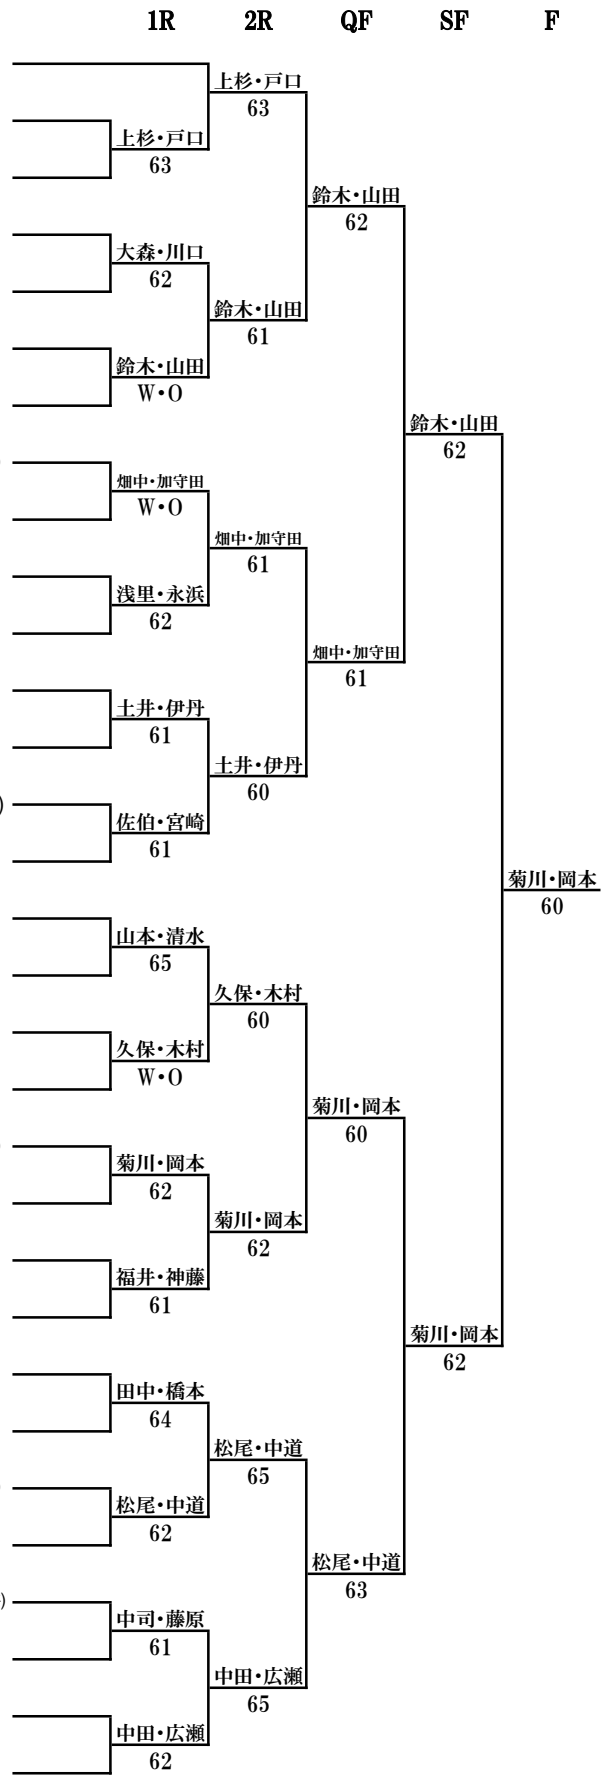 1R 2R QF SF F
上杉・戸口
63
上杉・戸口
63
鈴木・山田
62
大森・川口
62
鈴木・山田
61
鈴木・山田
W・O
鈴木・山田
62
畑中・加守田
W・O
畑中・加守田
61
浅里・永浜
62
畑中・加守田
61
土井・伊丹
61
土井・伊丹
60
)
佐伯・宮崎
61
菊川・岡本
60
山本・清水
65
久保・木村
60
久保・木村
W・O
菊川・岡本
60
菊川・岡本
62
菊川・岡本
62
福井・神藤
61
菊川・岡本
62
田中・橋本
64
松尾・中道
65
松尾・中道
62
松尾・中道
63
)
中司・藤原
61
中田・広瀬
65
中田・広瀬
62